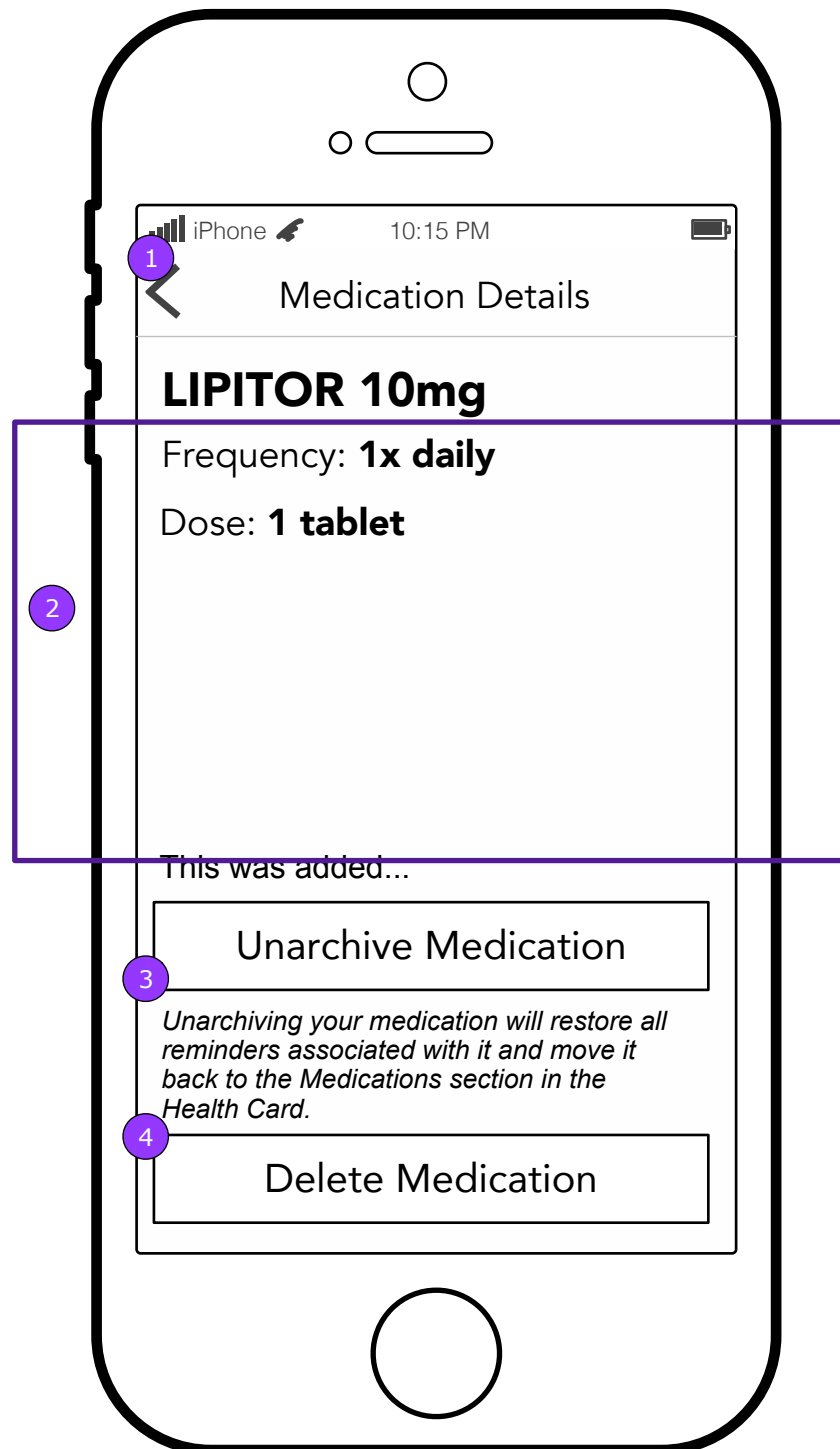 iPhone 10:15 PM
1
Medication Details
LIPITOR 10mg
Frequency: 1x daily
Dose: 1 tablet
2
This was added...
Unarchive Medication
3
Unarchiving your medication will restore all
reminders associated with it and move it
back to the Medications section in the
Health Card.
4
Delete Medication